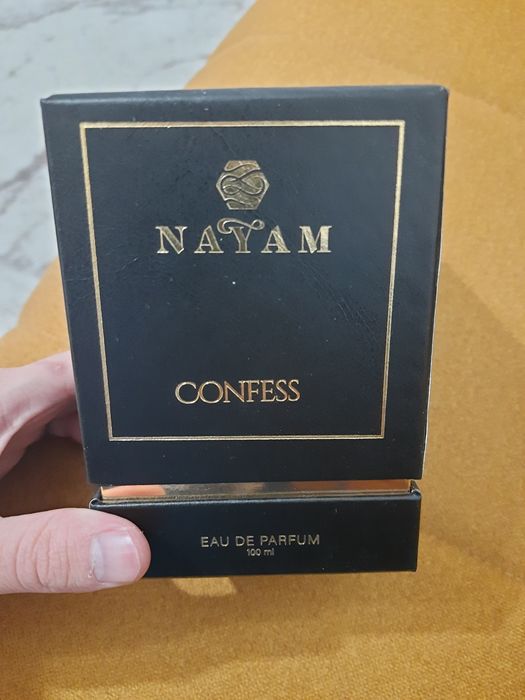 NAYAM
CONFESS
EAU DE PARFUM
100 ml